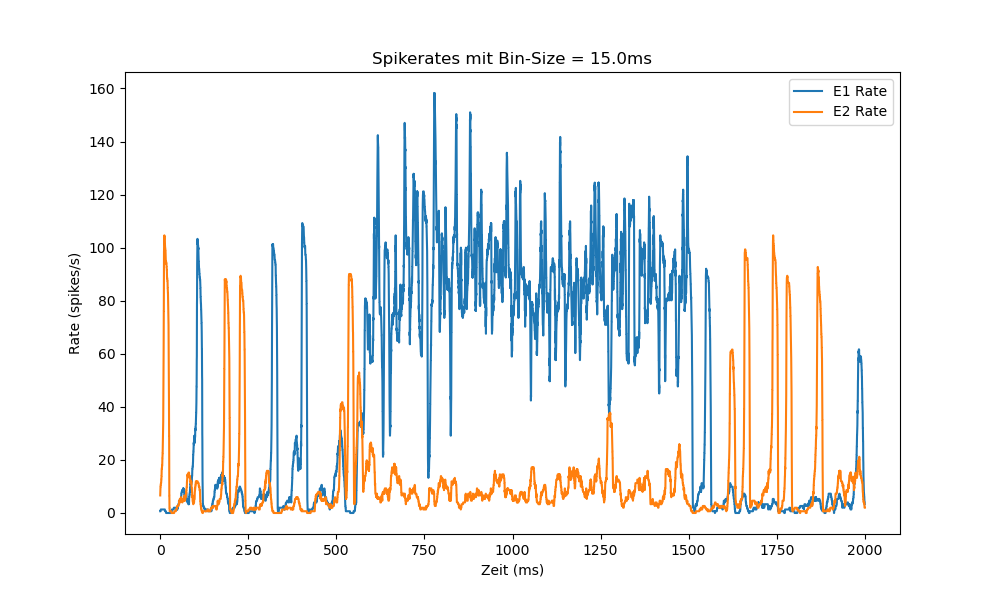 Spikerates mit Bin-Size = 15.0ms
E1 Rate
E2 Rate
160
140
120
100
80
60
40
20
0
Rate (spikes/s)
0 250 500 750 1000 1250 1500 1750 2000
Zeit (ms)